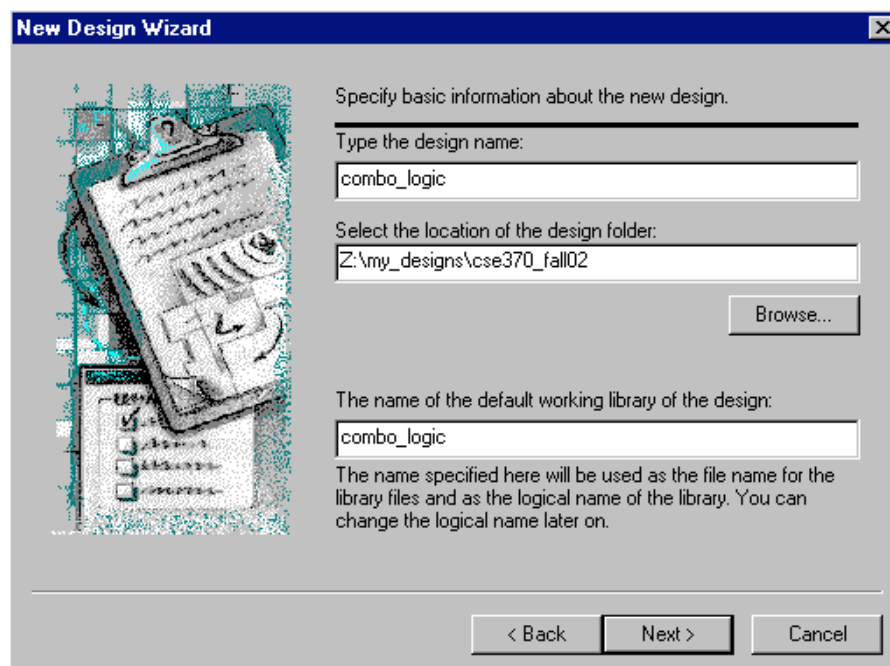 New Design Wizard
Specify basic information about the new design.
Type the design name:
combo_logic
Select the location of the design folder:
Z:\my_designs\cse370_fall02
Browse...
The name of the default working library of the design:
combo_logic
The name specified here will be used as the file name for the
library files and as the logical name of the library. You can
change the logical name later on.
< Back
Next >
Cancel